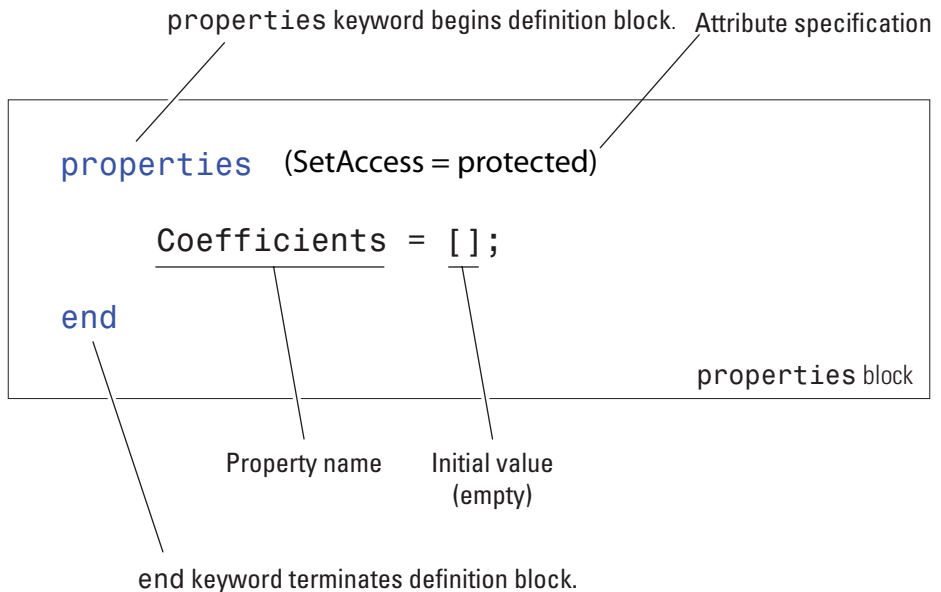 properties keyword begins definition block.
Attribute specification
properties (SetAccess = protected)
Coefficients = [];
end
properties block
Property name
Initial value
(empty)
end keyword terminates definition block.